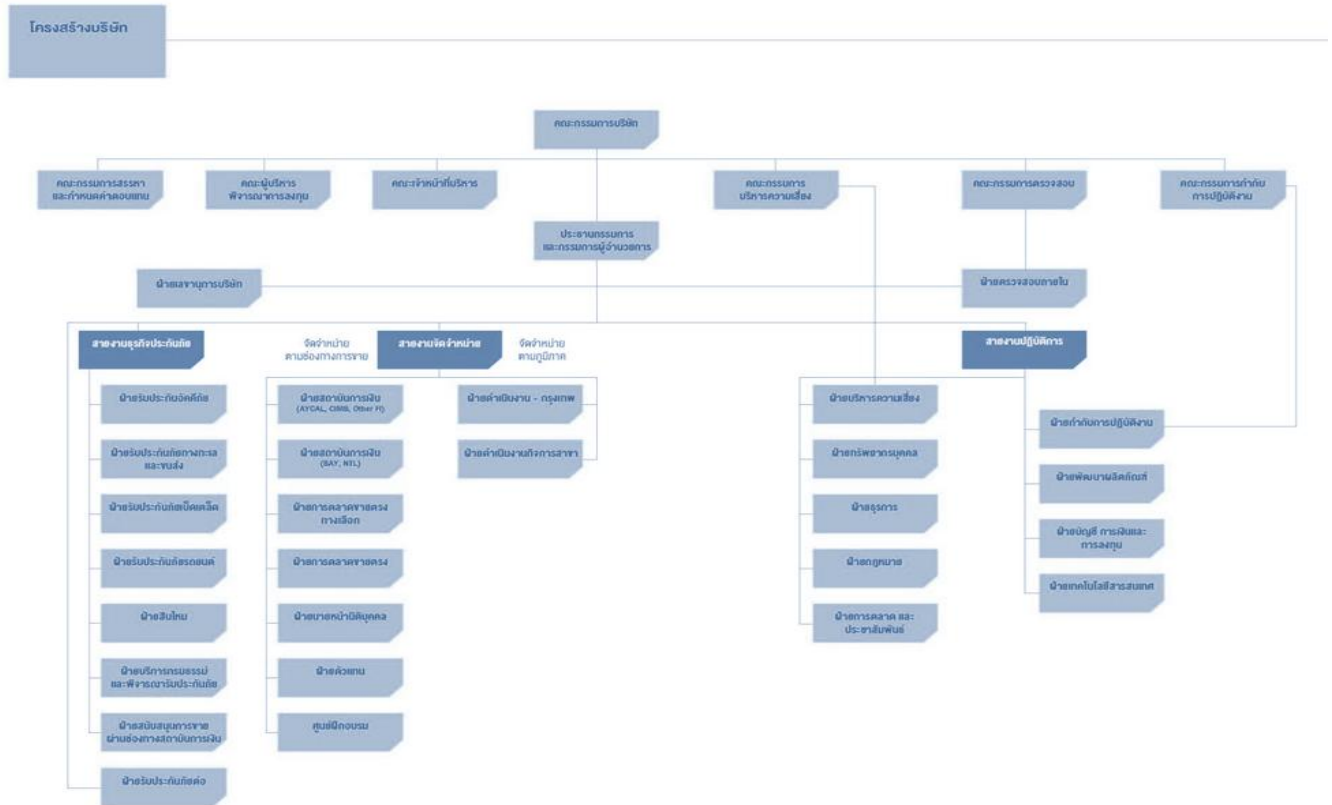 โครงสร้างบริษัท
คณะกรรมการบริษัท
คณะกรรมการสรรหา
และกำหนดค่าตอบแทน
คณะผู้บริหาร
พิจารณาการลงทุน
คณะเจ้าหน้าที่บริหาร
คณะกรรมการ
บริหารความเสี่ยง
คณะกรรมการตรวจสอบ
คณะกรรมการกำกับ
การปฏิบัติงาน
ประธานกรรมการ
และกรรมการผู้อำนวยการ
ฝ่ายเลขานุการบริษัท
ฝ่ายตรวจสอบภายใน
สายงานธุรกิจประกันภัย
จัดจำหน่าย
ตามช่องทางการขาย
สายงานจัดจำหน่าย
จัดจำหน่าย
ตามภูมิภาค
สายงานปฏิบัติการ
ฝ่ายรับประกันอัคคีภัย
ฝ่ายรับประกันภัยทางทะเล
และขนส่ง
ฝ่ายรับประกันภัยเบ็ดเตล็ด
ฝ่ายรับประกันภัยรถยนต์
ฝ่ายสินไหม
ฝ่ายบริการกรมธรรม์
และพิจารณารับประกันภัย
ฝ่ายสนับสนุนการขาย
ผ่านช่องทางสถาบันการเงิน
ฝ่ายรับประกันภัยต่อ
ฝ่ายสถาบันการเงิน
(AYCAL, CIMB, Other FI)
ฝ่ายสถาบันการเงิน
(BAY, NTL)
ฝ่ายการตลาดขายตรง
ทางเลือก
ฝ่ายการตลาดขายตรง
ฝ่ายนายหน้านิติบุคคล
ฝ่ายตัวแทน
ศูนย์ฝึกอบรม
ฝ่ายดำเนินงาน - กรุงเทพ
ฝ่ายดำเนินงานกิจการสาขา
ฝ่ายบริหารความเสี่ยง
ฝ่ายทรัพยากรบุคคล
ฝ่ายธุรการ
ฝ่ายกฎหมาย
ฝ่ายการตลาด และ
ประชาสัมพันธ์
ฝ่ายกำกับการปฏิบัติงาน
ฝ่ายพัฒนาผลิตภัณฑ์
ฝ่ายบัญชี การเงินและ
การลงทุน
ฝ่ายเทคโนโลยีสารสนเทศ